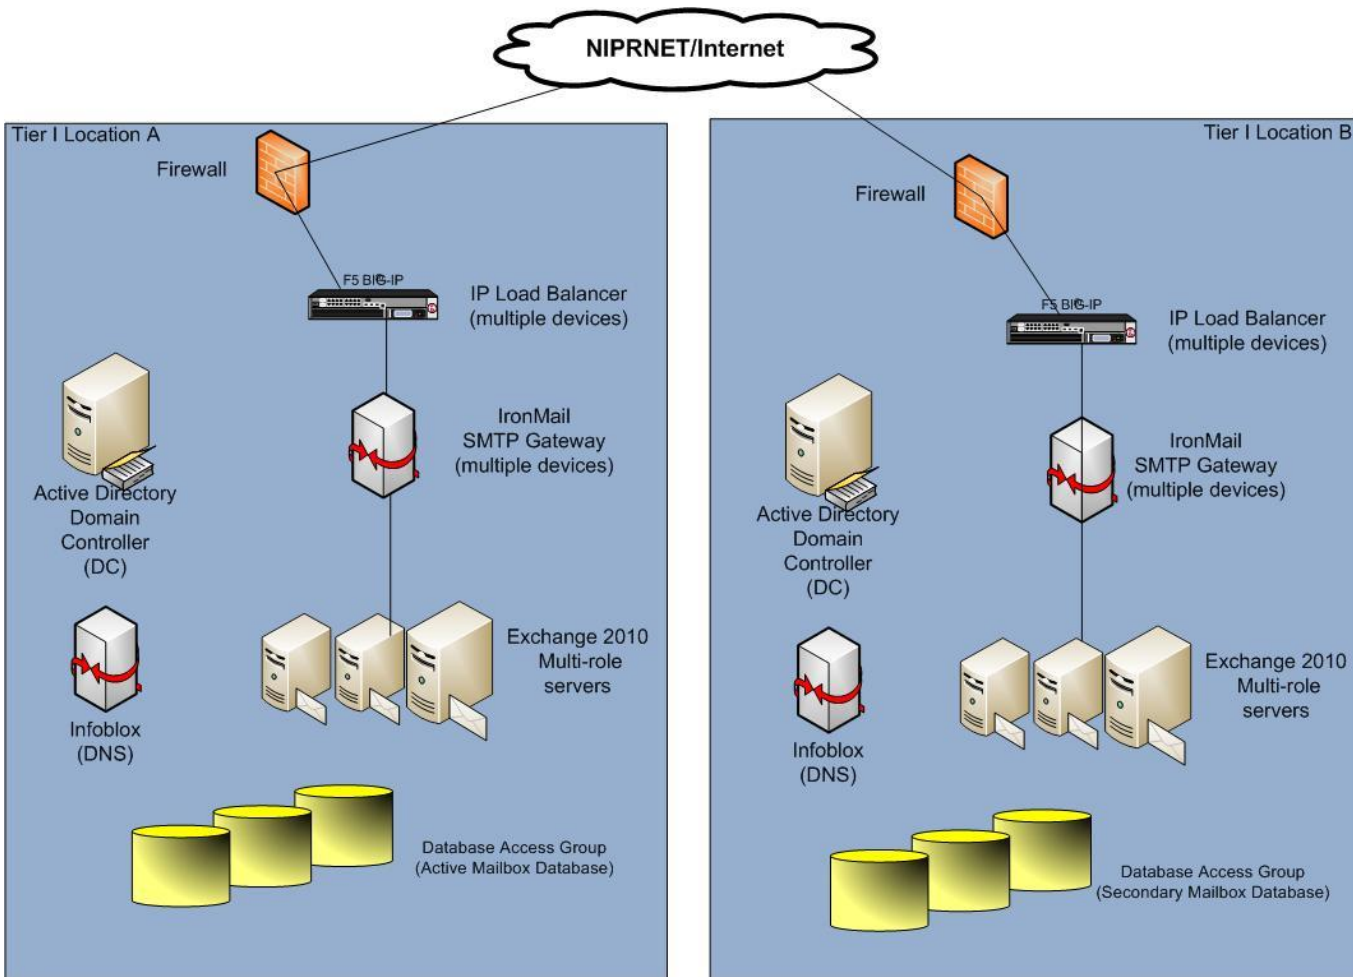 NIPRNET/Internet
Tier I Location A
Firewall
F5 BIG-IP
IP Load Balancer
(multiple devices)
IronMail
SMTP Gateway
(multiple devices)
Active Directory
Domain
Controller
(DC)
Exchange 2010
Multi-role
servers
Infoblox
(DNS)
Database Access Group
(Active Mailbox Database)
Tier I Location B
Firewall
F5 BIG-IP
IP Load Balancer
(multiple devices)
IronMail
SMTP Gateway
(multiple devices)
Active Directory
Domain
Controller
(DC)
Exchange 2010
Multi-role
servers
Infoblox
(DNS)
Database Access Group
(Secondary Mailbox Database)